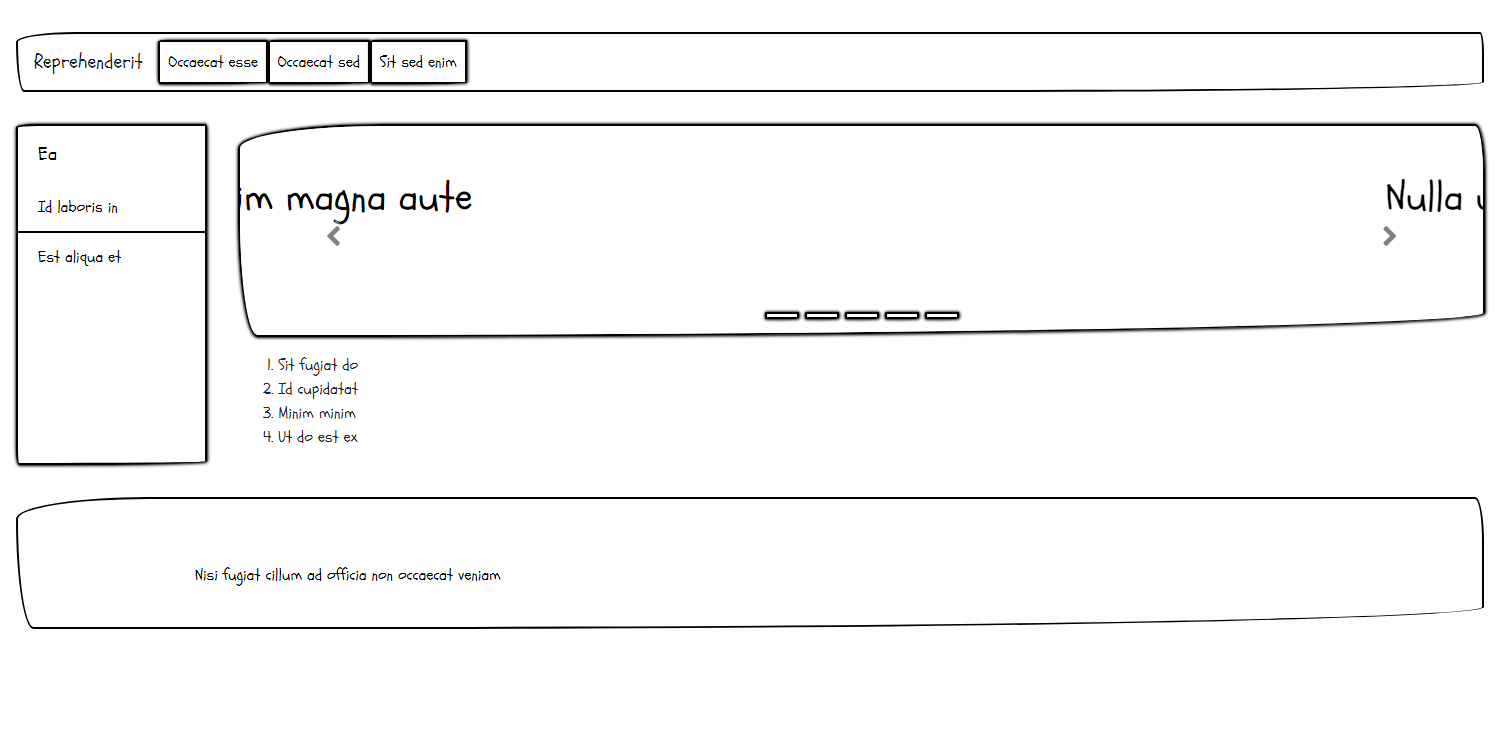 Reprehenderit Occaecat esse Occaecat sed Sit sed enim
Ea
Id laboris in
Est aliqua et
im magna aute
Nulla
1. Sit fugiat do
2. Id cupidatat
3. Minim minim
4. Ut do est ex
Nisi fugiat cillum ad officia non occaecat veniam